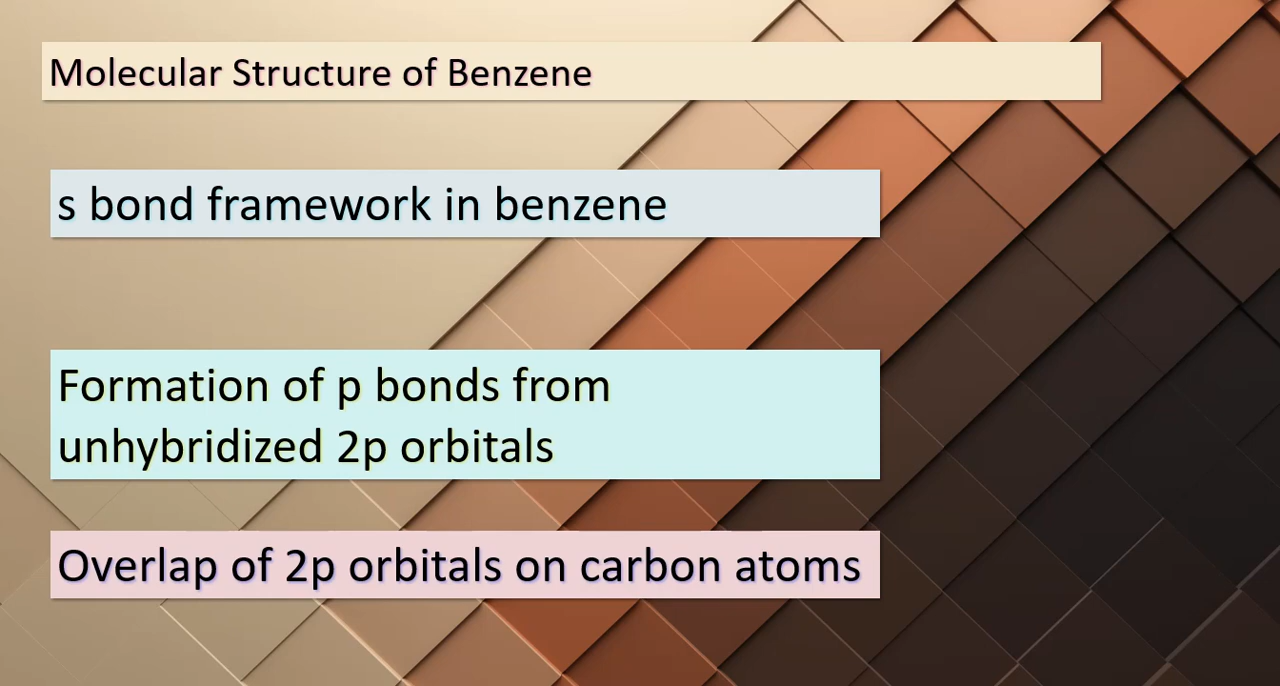 Molecular Structure of Benzene
s bond framework in benzene
Formation of p bonds from
unhybridized 2p orbitals
Overlap of 2p orbitals on carbon atoms